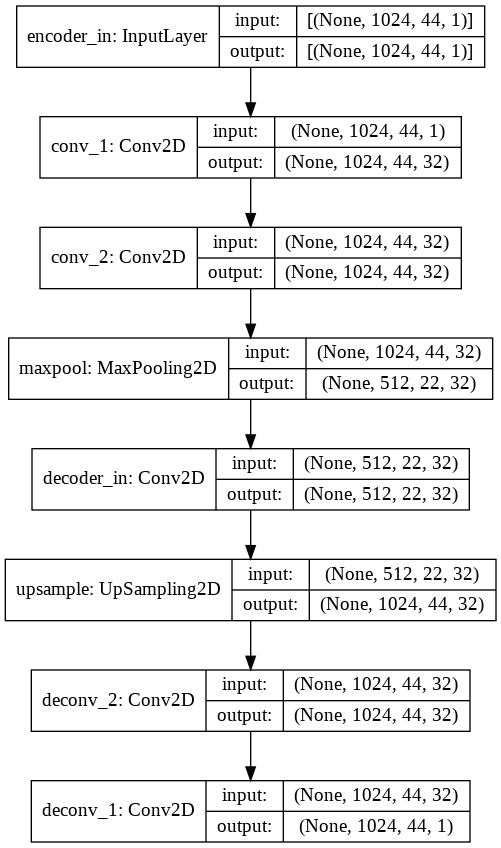 encoder_in: InputLayer
input: [(None, 1024, 44, 1)]
output: [(None, 1024, 44, 1)]
conv_1: Conv2D
input: (None, 1024, 44, 1)
output: (None, 1024, 44, 32)
conv_2: Conv2D
input: (None, 1024, 44, 32)
output: (None, 1024, 44, 32)
maxpool: MaxPooling2D
input: (None, 1024, 44, 32)
output: (None, 512, 22, 32)
decoder_in: Conv2D
input: (None, 512, 22, 32)
output: (None, 512, 22, 32)
upsample: UpSampling2D
input: (None, 512, 22, 32)
output: (None, 1024, 44, 32)
deconv_2: Conv2D
input: (None, 1024, 44, 32)
output: (None, 1024, 44, 32)
deconv_1: Conv2D
input: (None, 1024, 44, 32)
output: (None, 1024, 44, 1)